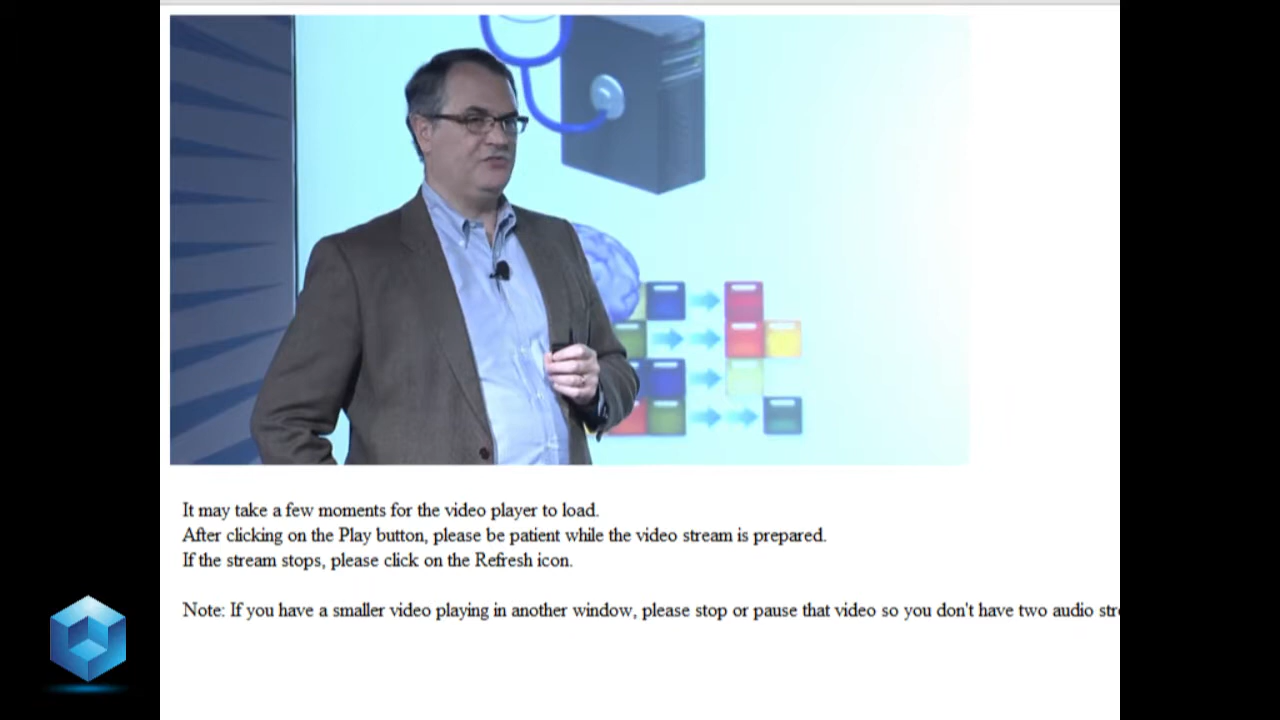 It may take a few moments for the video player to load.
After clicking on the Play button, please be patient while the video stream is prepared.
If the stream stops, please click on the Refresh icon.
Note: If you have a smaller video playing in another window, please stop or pause that video so you don't have two audio